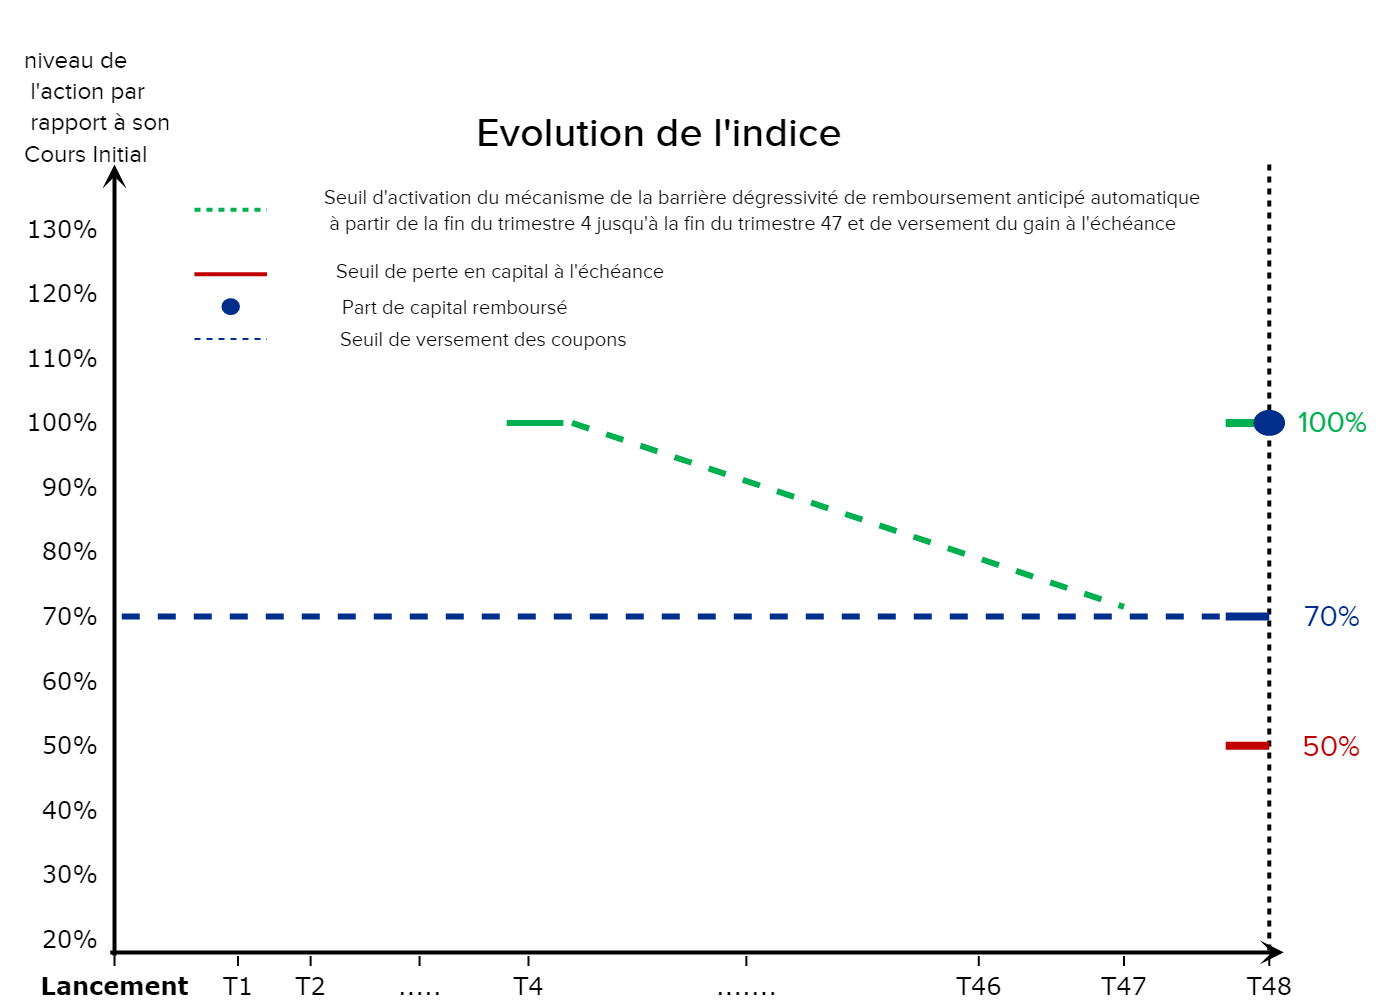 niveau de
l'action par
rapport à son
Cours Initial
Evolution de l'indice
Seuil d'activation du mécanisme de la barrière dégressivité de remboursement anticipé automatique
à partir de la fin du trimestre 4 jusqu'à la fin du trimestre 47 et de versement du gain à l'échéance
Seuil de perte en capital à l'échéance
Part de capital remboursé
Seuil de versement des coupons
130%
120%
110%
100%
90%
80%
70%
60%
50%
40%
30%
20%
100%
70%
50%
Lancement T1 T2 ..... T4 ....... T46 T47 T48